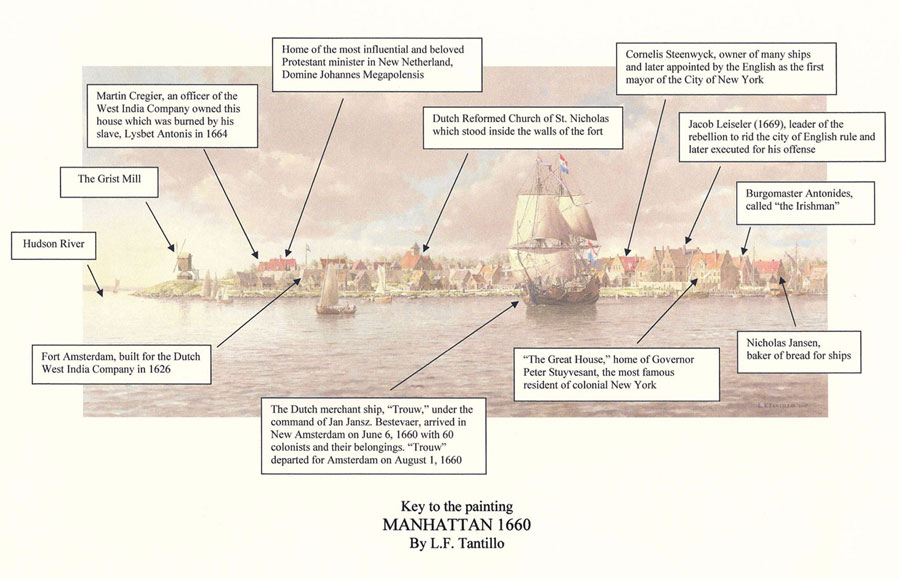 Home of the most influential and beloved
Protestant minister in New Netherland,
Domine Johannes Megapolensis
Cornelis Steenwyck, owner of many ships
and later appointed by the English as the first
mayor of the City of New York
Martin Cregier, an officer of the
West India Company owned this
house which was burned by his
slave, Lysbet Antonis in 1664
Dutch Reformed Church of St. Nicholas
which stood inside the walls of the fort
Jacob Leiseler (1669), leader of the
rebellion to rid the city of English rule and
later executed for his offense
The Grist Mill
Burgomaster Antonides,
called “the Irishman”
Hudson River
Fort Amsterdam, built for the Dutch
West India Company in 1626
“The Great House,” home of Governor
Peter Stuyvesant, the most famous
resident of colonial New York
Nicholas Jansen,
baker of bread for ships
The Dutch merchant ship, “Trouw,” under the
command of Jan Jansz. Bestevaer, arrived in
New Amsterdam on June 6, 1660 with 60
colonists and their belongings. “Trouw”
departed for Amsterdam on August 1, 1660
Key to the painting
MANHATTAN 1660
By L.F. Tantillo